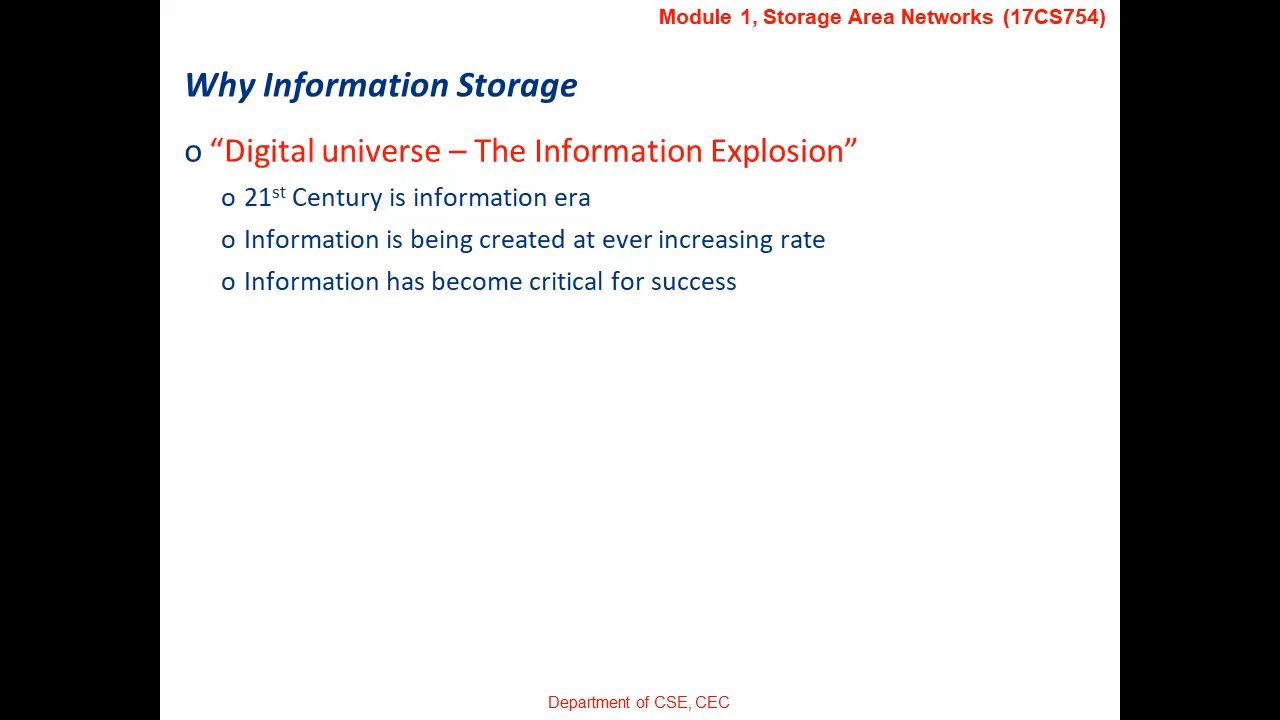 Module 1, Storage Area Networks (17CS754)
Why Information Storage
o “Digital universe – The Information Explosion”
o 21st Century is information era
o Information is being created at ever increasing rate
o Information has become critical for success
Department of CSE, CEC